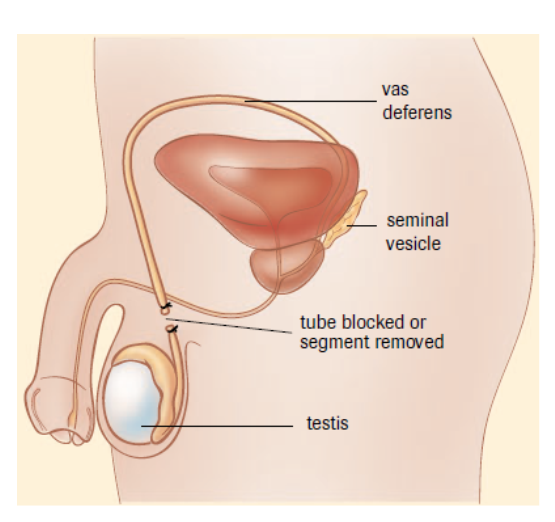 vas
deferens
seminal
vesicle
tube blocked or
segment removed
testis